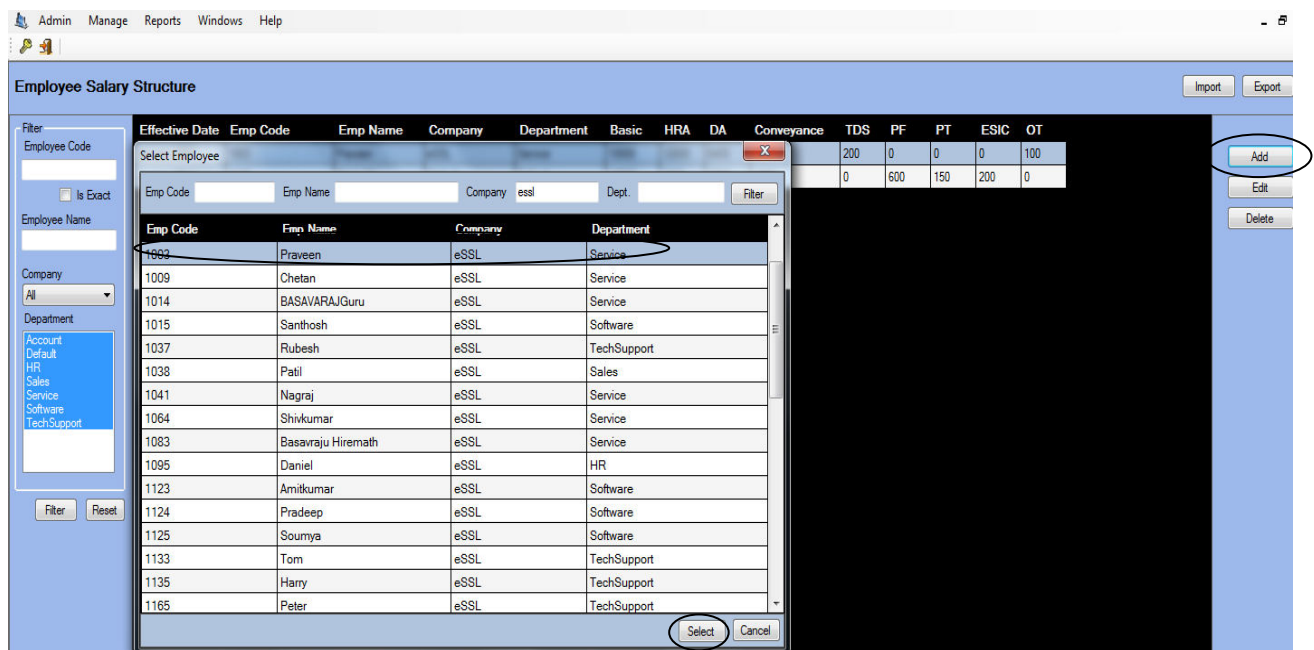 Admin Manage Reports Windows Help
Employee Salary Structure
Import Export
Filter
Employee Code
Is Exact
Employee Name
Company
All
Department
Account
Default
HR
Sales
Service
Software
TechSupport
Filter Reset
Effective Date Emp Code Emp Name Company Department Basic HRA DA Conveyance TDS PF PT ESIC OT
200 0 0 0 100
0 600 150 200 0
Add
Edit
Delete
Select Employee
Emp Code Emp Name Company essl Dept. Filter
Emp Code Emp Name Company Department
1003 Praveen eSSL Service
1009 Chetan eSSL Service
1014 BASAVARAJGuru eSSL Service
1015 Santhosh eSSL Software
1037 Rubesh eSSL TechSupport
1038 Patil eSSL Sales
1041 Nagraj eSSL Service
1064 Shivkumar eSSL Service
1083 Basavraju Hiremath eSSL Service
1095 Daniel eSSL HR
1123 Amitkumar eSSL Software
1124 Pradeep eSSL Software
1125 Soumya eSSL Software
1133 Tom eSSL TechSupport
1135 Harry eSSL TechSupport
1165 Peter eSSL TechSupport
Select Cancel